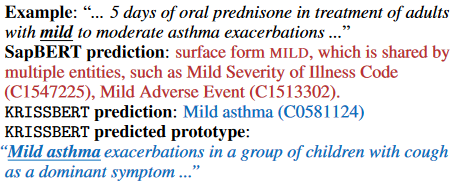 Example: “... 5 days of oral prednisone in treatment of adults
with mild to moderate asthma exacerbations ...”
SapBERT prediction: surface form MILD, which is shared by
multiple entities, such as Mild Severity of Illness Code
(C1547225), Mild Adverse Event (C1513302).
KRISSBERT prediction: Mild asthma (C0581124)
KRISSBERT predicted prototype:
“Mild asthma exacerbations in a group of children with cough
as a dominant symptom ...”